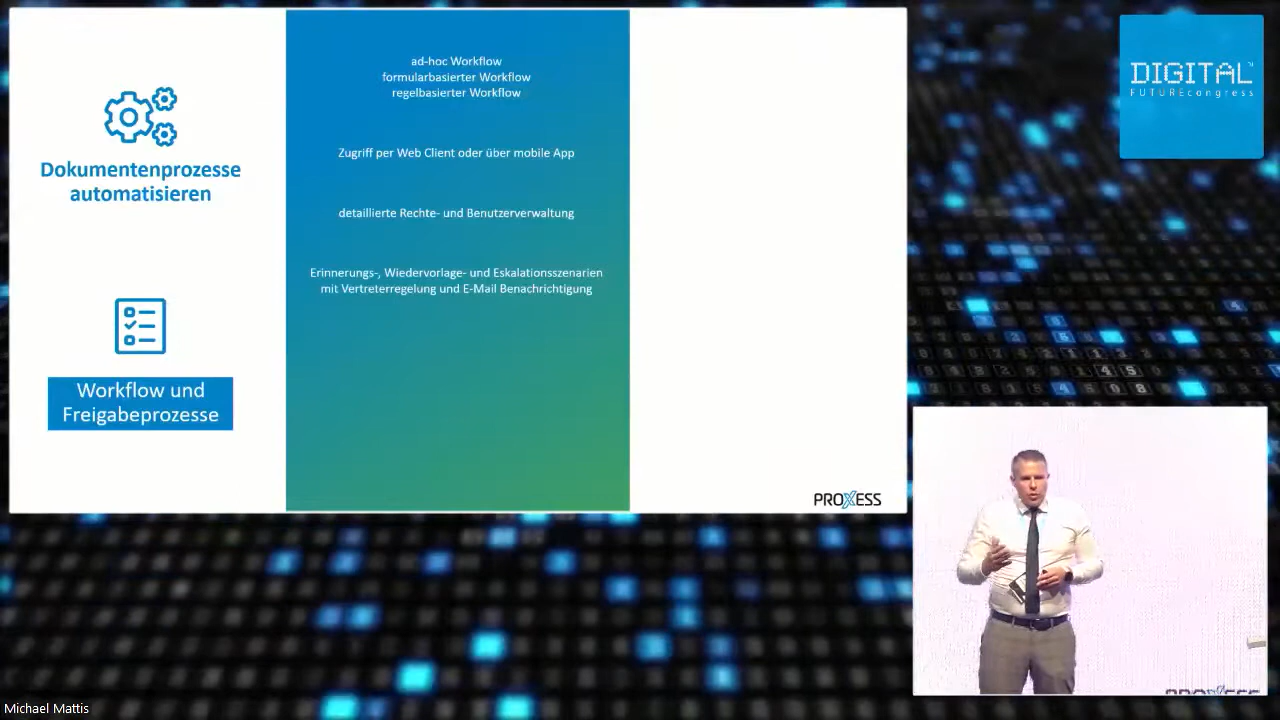 Dokumentenprozesse
automatisieren
Workflow und
Freigabeprozesse
ad-hoc Workflow
formularbasierter Workflow
regelbasierter Workflow
Zugriff per Web Client oder über mobile App
detaillierte Rechte- und Benutzerverwaltung
Erinnerungs-, Wiedervorlage- und Eskalationsszenarien
mit Vertreterregelung und E-Mail Benachrichtigung
PROXESS
DIGITAL
FUTUREcongress
PROXESS
Michael Mattis